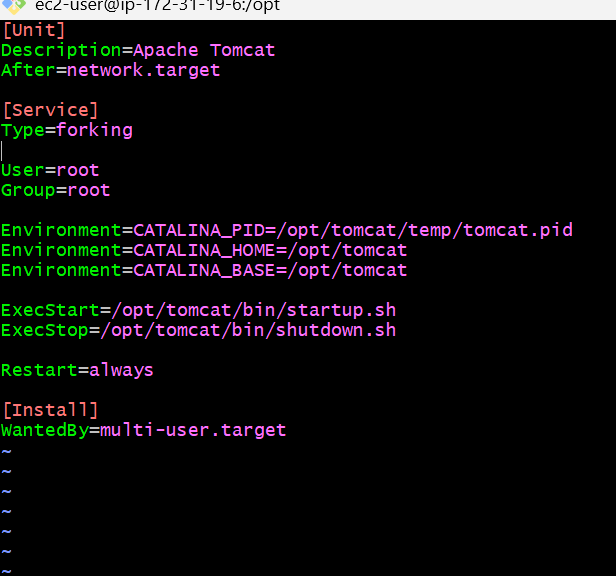 ec2-user@ip-172-31-19-6:/opt
[Unit]
Description=Apache Tomcat
After=network.target
[Service]
Type=forking
User=root
Group=root
Environment=CATALINA_PID=/opt/tomcat/temp/tomcat.pid
Environment=CATALINA_HOME=/opt/tomcat
Environment=CATALINA_BASE=/opt/tomcat
ExecStart=/opt/tomcat/bin/startup.sh
ExecStop=/opt/tomcat/bin/shutdown.sh
Restart=always
[Install]
WantedBy=multi-user.target
~
~
~
~
~
~
~